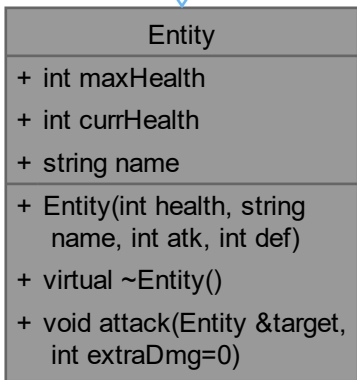 Entity
+ int maxHealth
+ int currHealth
+ string name
+ Entity(int health, string
name, int atk, int def)
+ virtual ~Entity()
+ void attack(Entity &target,
int extraDmg=0)